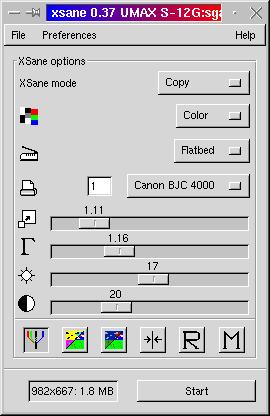 xsane 0.37 UMAX S-12G:sga
File Preferences Help
XSane options
XSane mode Copy
Color
Flatbed
1 Canon BJC 4000
1.11
Γ 1.16
17
20
R M
982x667: 1.8 MB Start